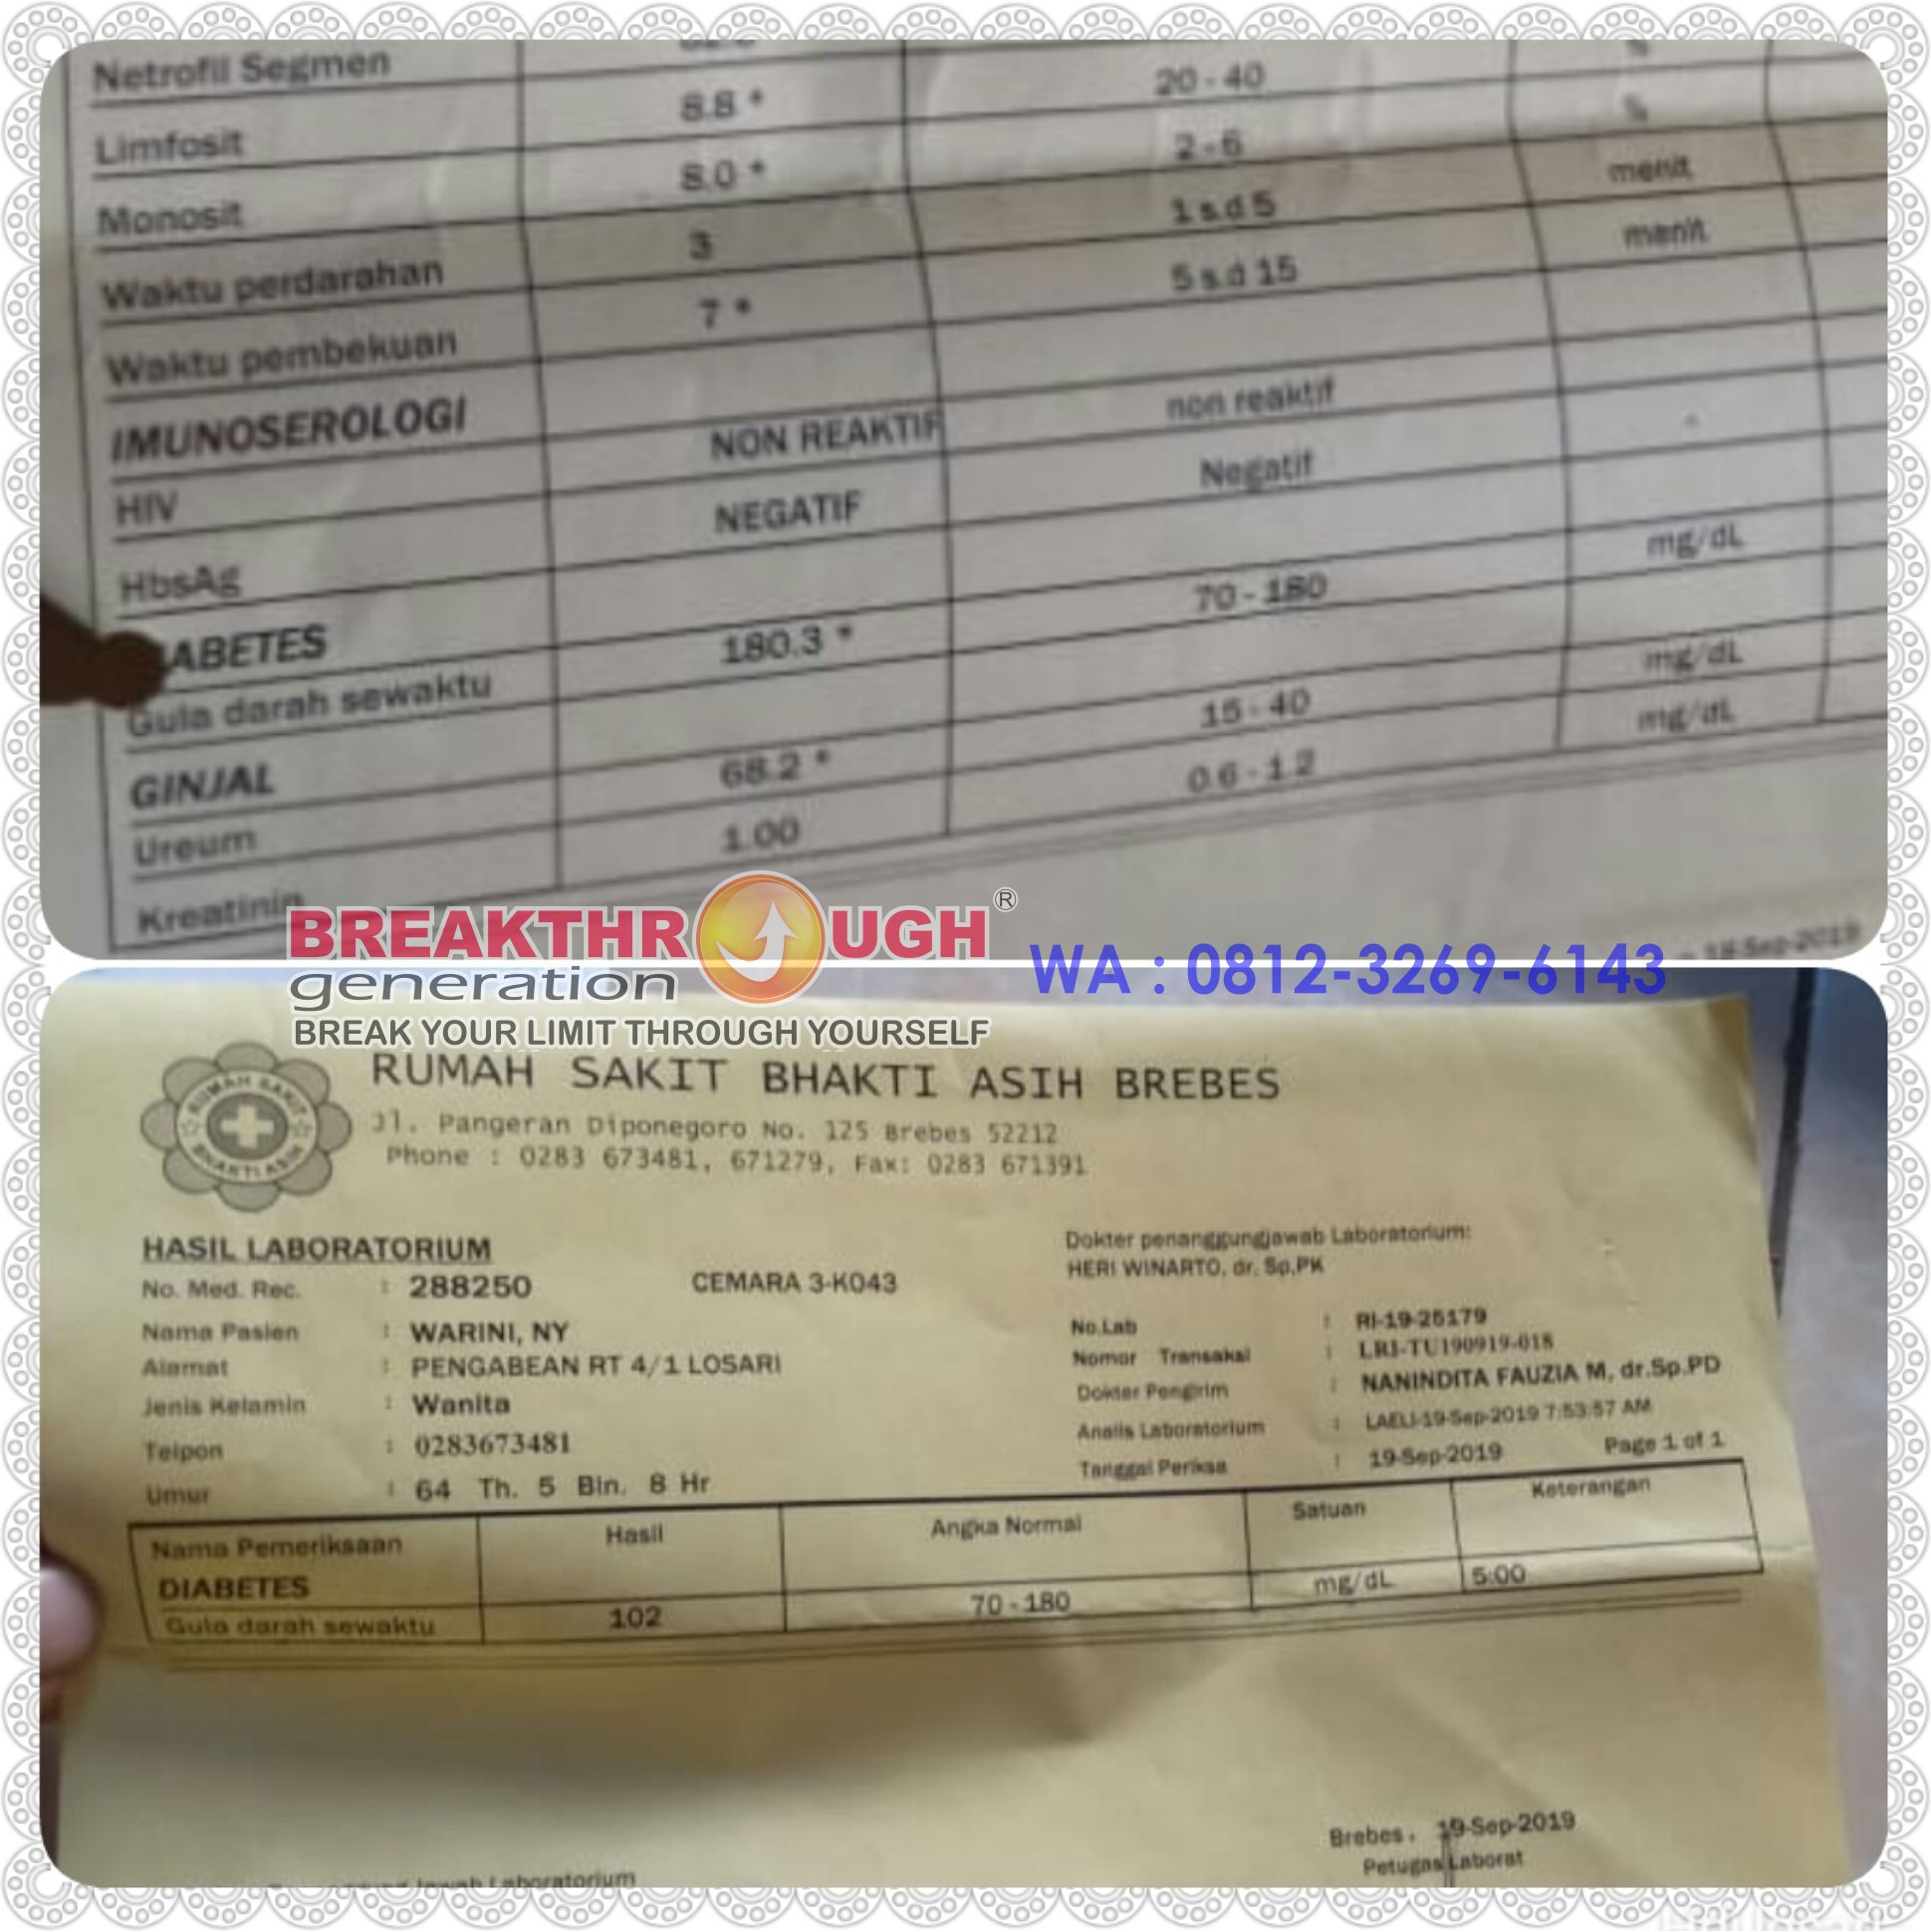 Netrofil Segmen
Limfosit 8.8 * 20 - 40 %
Monosit 8.0 * 2 - 6 %
Waktu perdarahan 3 1 s.d 5 menit
Waktu pembekuan 7 * 5 s.d 15 menit
IMUNOSEROLOGI
HIV NON REAKTIF non reaktif
HbsAg NEGATIF Negatif -
ABETES
Gula darah sewaktu 180.3 * 70 - 180 mg/dL
GINJAL
Ureum 68.2 * 15 - 40 mg/dL
Kreatinin 1.00 0.6 - 1.2 mg/dL
18-Sep-2019
BREAKTHROUGH®
generation
BREAK YOUR LIMIT THROUGH YOURSELF
WA : 0812-3269-6143
RUMAH SAKIT BHAKTI ASIH
RUMAH SAKIT BHAKTI ASIH BREBES
Jl. Pangeran Diponegoro No. 125 Brebes 52212
Phone : 0283 673481, 671279, Fax: 0283 671391
HASIL LABORATORIUM
Dokter penanggungjawab Laboratorium:
HERI WINARTO, dr. Sp,PK
No. Med. Rec. : 288250 CEMARA 3-K043
Nama Pasien : WARINI, NY
Alamat : PENGABEAN RT 4/1 LOSARI
Jenis Kelamin : Wanita
Telpon : 0283673481
Umur : 64 Th. 5 Bln. 8 Hr
No.Lab : RI-19-25179
Nomor Transaksi : LRI-TU190919-018
Dokter Pengirim : NANINDITA FAUZIA M, dr.Sp.PD
Analis Laboratorium : LAELI-19-Sep-2019 7:53:57 AM
Tanggal Periksa : 19-Sep-2019 Page 1 of 1
Nama Pemeriksaan Hasil Angka Normal Satuan Keterangan
DIABETES
Gula darah sewaktu 102 70 - 180 mg/dL 5:00
Brebes, 19-Sep-2019
Petugas Laborat
Laboratorium